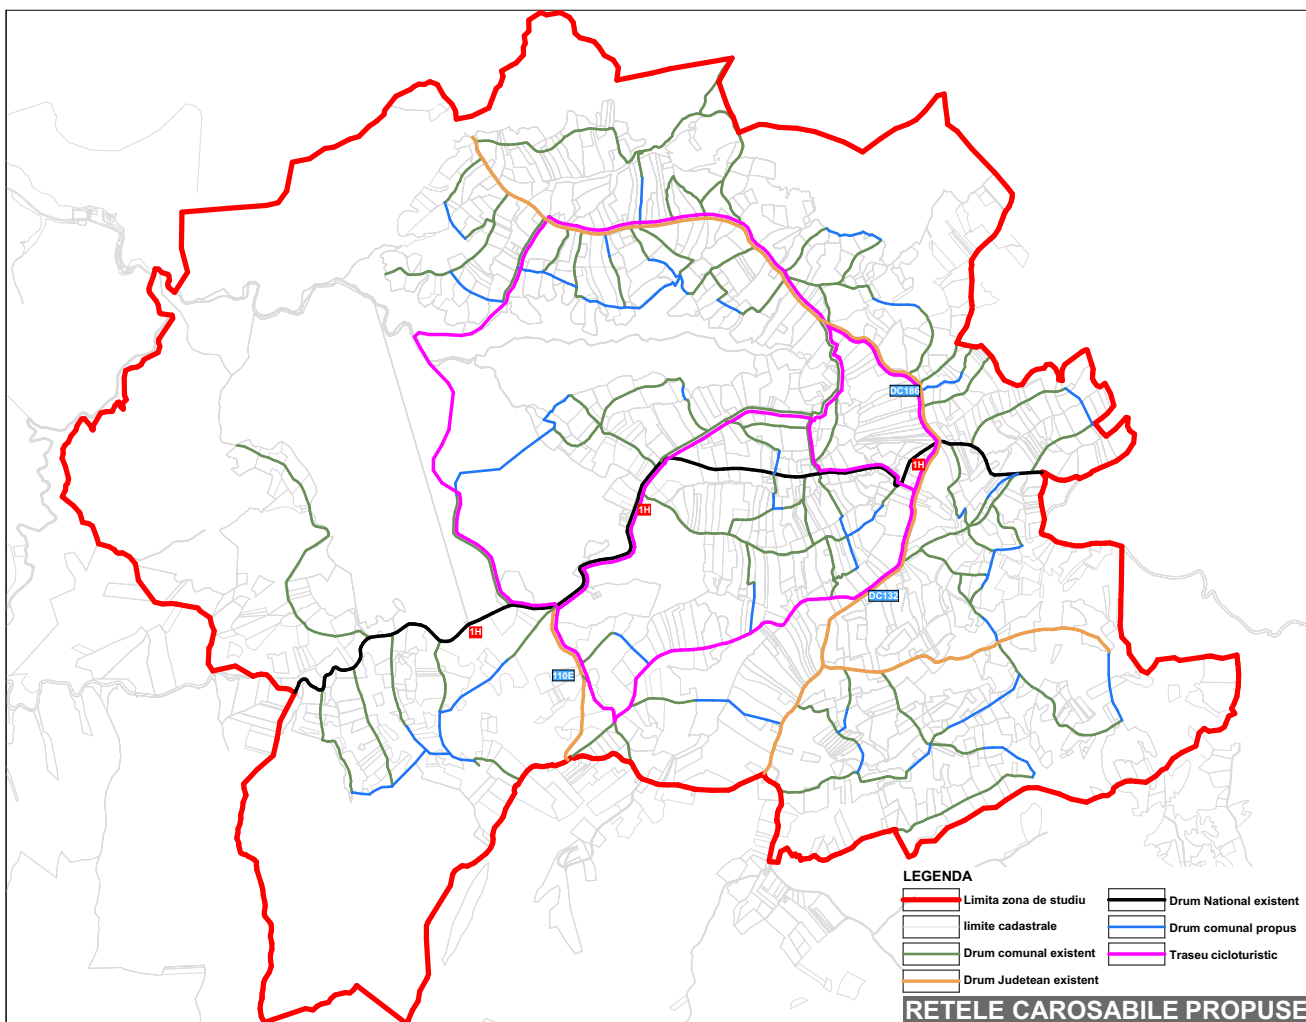 DC188
1H
1H
DC132
1H
110E
LEGENDA
Limita zona de studiu
limite cadastrale
Drum comunal existent
Drum Judetean existent
Drum National existent
Drum comunal propus
Traseu cicloturistic
RETELE CAROSABILE PROPUSE